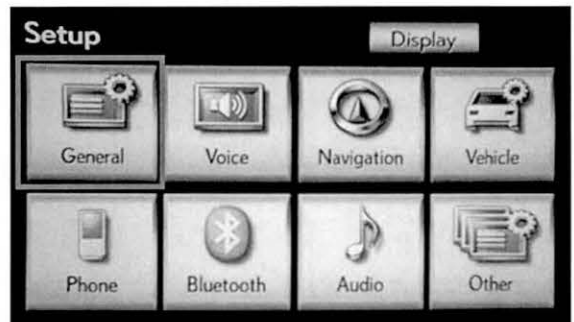 Setup
Display
General
Voice
Navigation
Vehicle
Phone
Bluetooth
Audio
Other